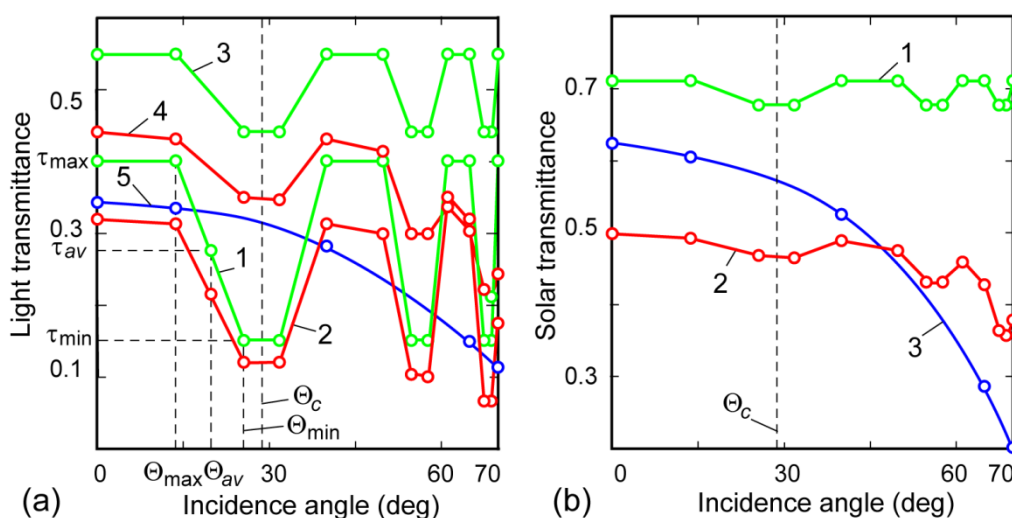 Light transmittance
0.5
τmax
0.3
τav
τmin
0.1
3
4
5
1
2
Θc
Θmin
0
30
60
70
ΘmaxΘav
(a)
Incidence angle (deg)
Solar transmittance
0.7
0.5
0.3
1
2
3
Θc
0
30
60
70
(b)
Incidence angle (deg)